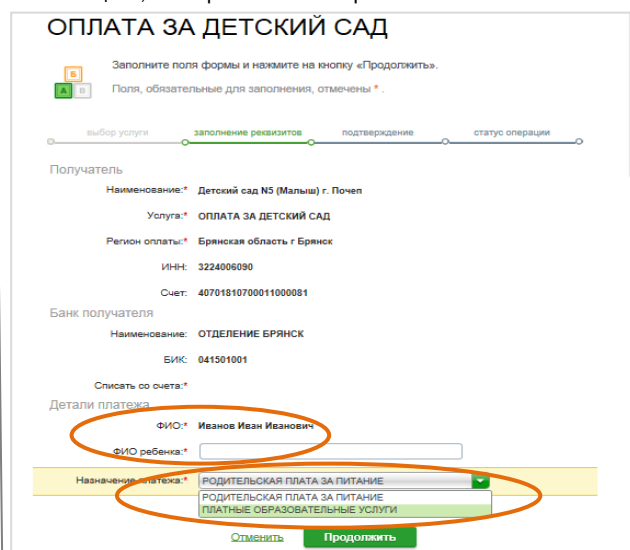 ОПЛАТА ЗА ДЕТСКИЙ САД
Заполните поля формы и нажмите на кнопку «Продолжить».
Поля, обязательные для заполнения, отмечены * .
Б
А В
выбор услуги заполнение реквизитов подтверждение статус операции
Получатель
Наименование:* Детский сад N5 (Малыш) г. Почеп
Услуга:* ОПЛАТА ЗА ДЕТСКИЙ САД
Регион оплаты:* Брянская область г Брянск
ИНН: 3224006090
Счет: 40701810700011000081
Банк получателя
Наименование: ОТДЕЛЕНИЕ БРЯНСК
БИК: 041501001
Списать со счета:*
Детали платежа
ФИО:* Иванов Иван Иванович
ФИО ребенка:*
Назначение платежа:* РОДИТЕЛЬСКАЯ ПЛАТА ЗА ПИТАНИЕ
РОДИТЕЛЬСКАЯ ПЛАТА ЗА ПИТАНИЕ
ПЛАТНЫЕ ОБРАЗОВАТЕЛЬНЫЕ УСЛУГИ
Отменить Продолжить